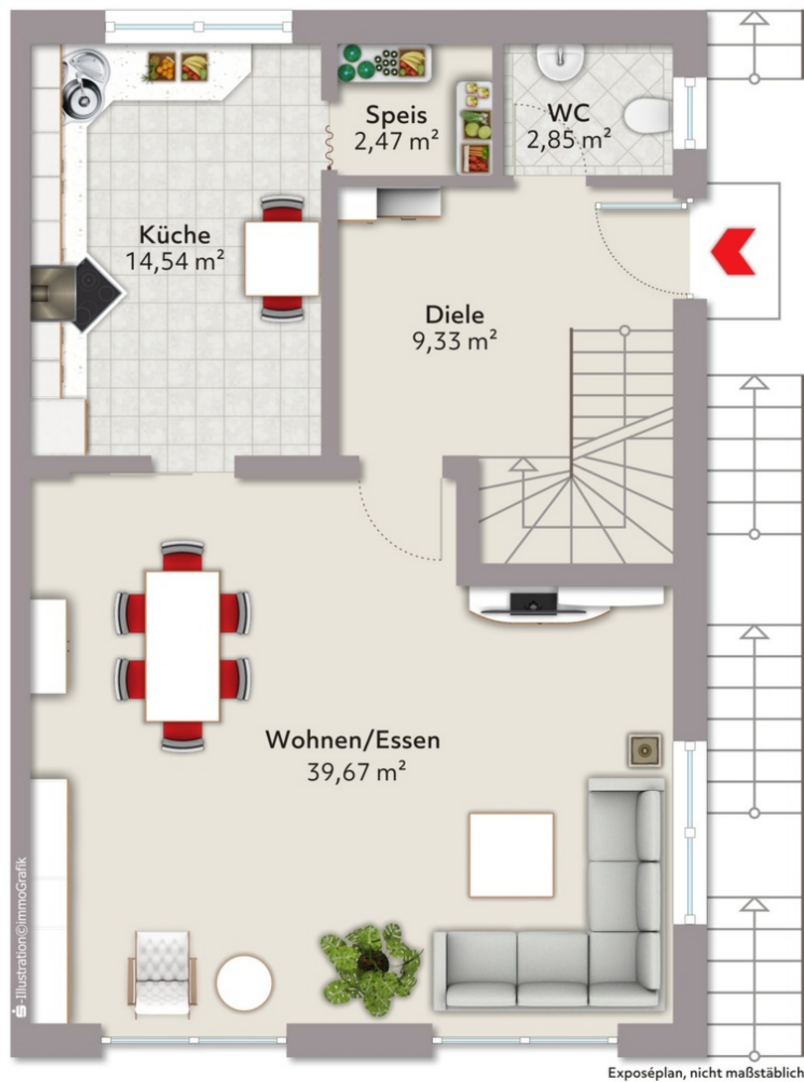 Speis
2,47 m²
WC
2,85 m²
Küche
14,54 m²
Diele
9,33 m²
Wohnen/Essen
39,67 m²
S-Illustration©immoGrafik
Exposéplan, nicht maßstäblich